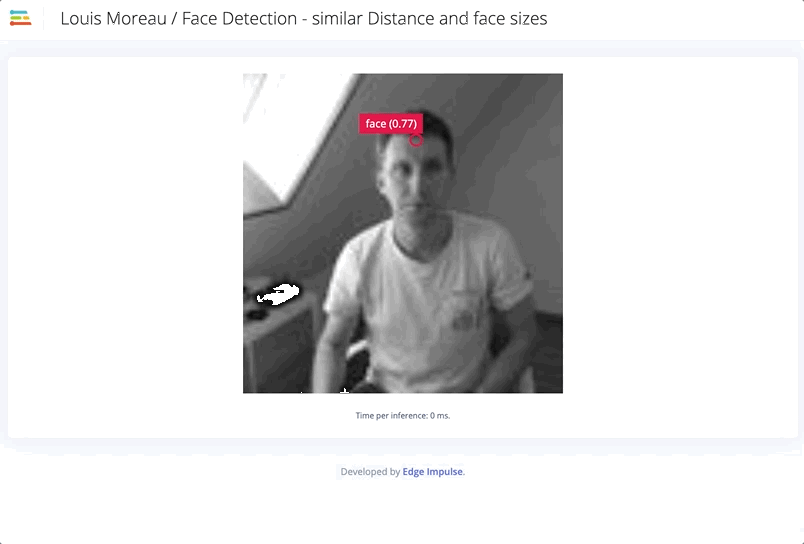 Louis Moreau / Face Detection - similar Distance and face sizes
face (0.77)
Time per inference: 0 ms.
Developed by Edge Impulse.